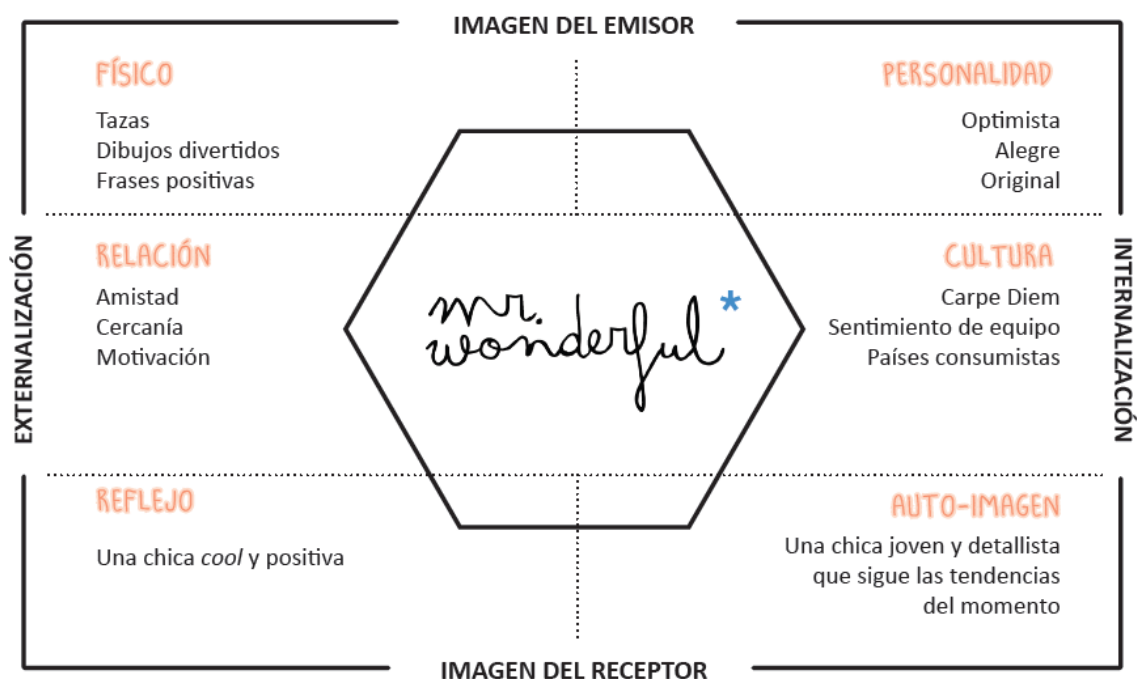 IMAGEN DEL EMISOR
FÍSICO
Tazas
Dibujos divertidos
Frases positivas
PERSONALIDAD
Optimista
Alegre
Original
EXTERNALIZACIÓN
RELACIÓN
Amistad
Cercanía
Motivación
mr.
wonderful*
CULTURA
Carpe Diem
Sentimiento de equipo
Países consumistas
INTERNALIZACIÓN
REFLEJO
Una chica cool y positiva
AUTO-IMAGEN
Una chica joven y detallista
que sigue las tendencias
del momento
IMAGEN DEL RECEPTOR